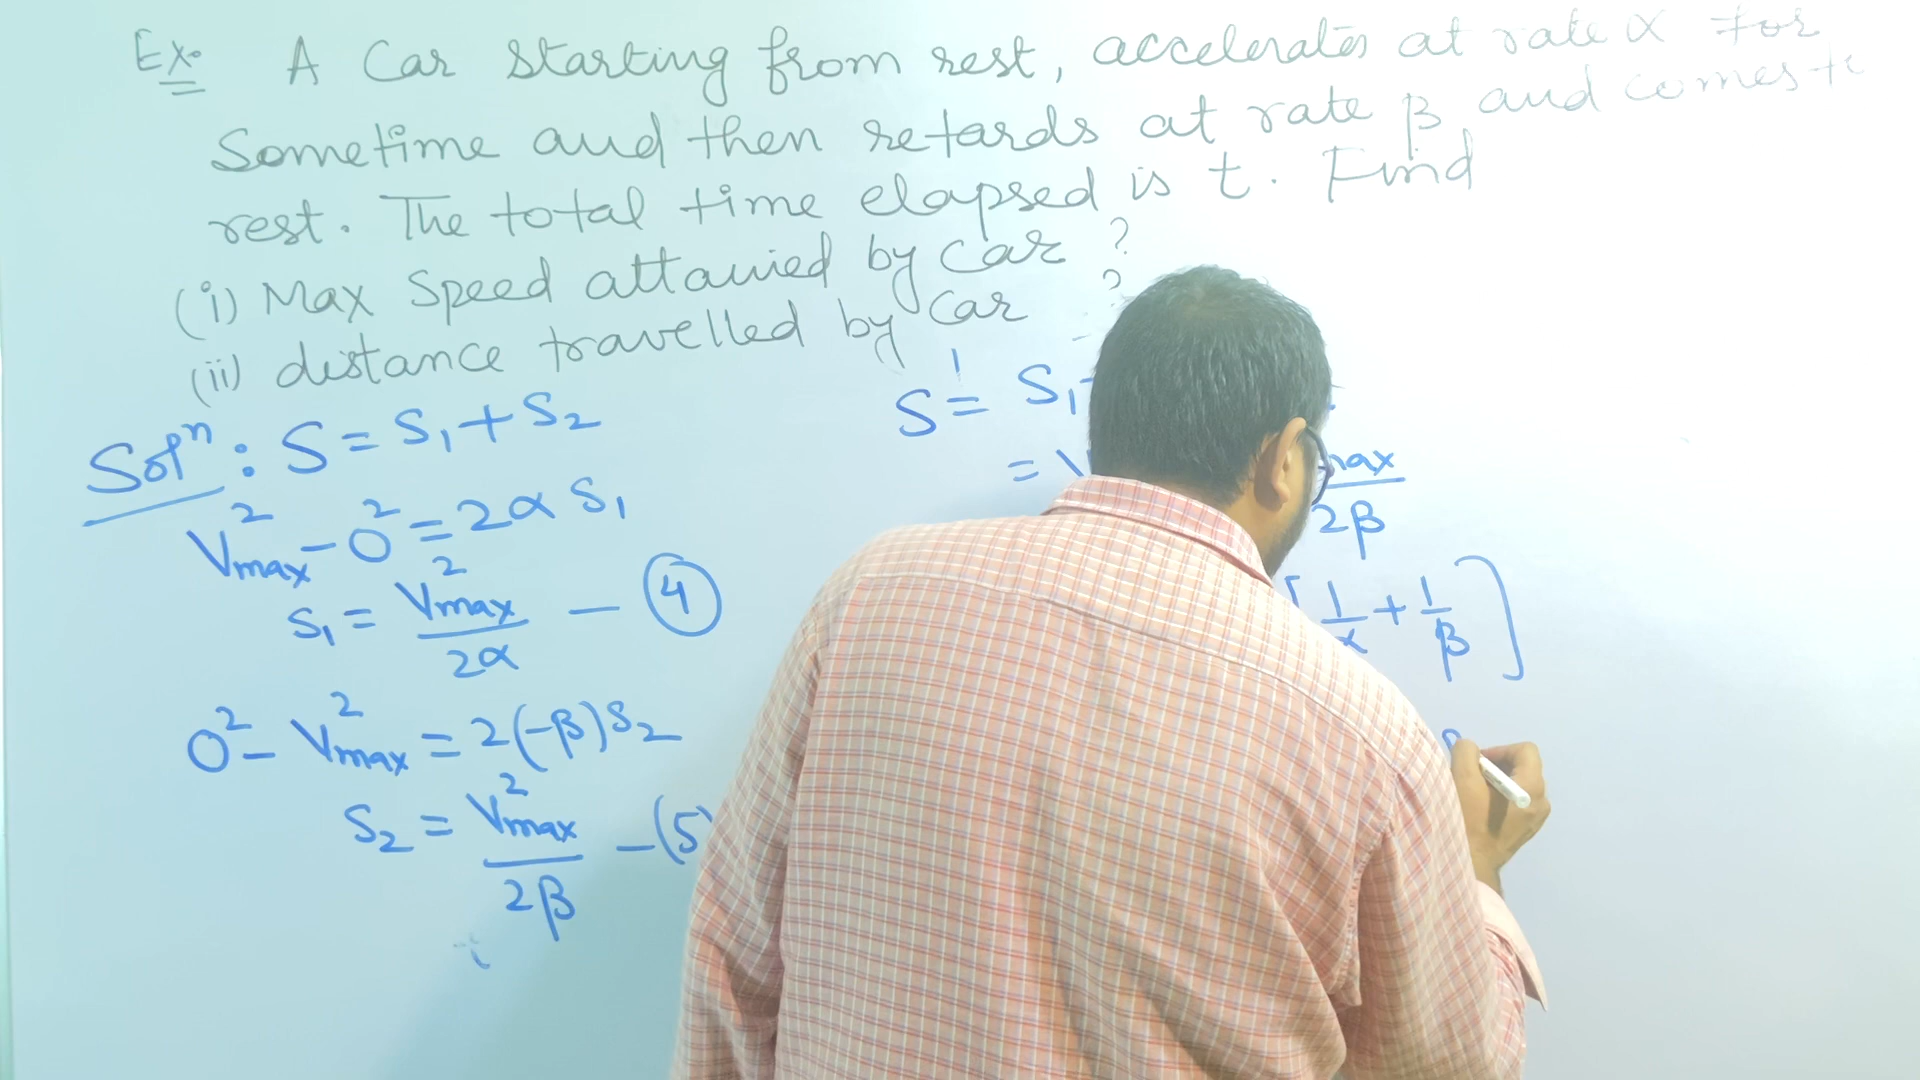 Ex. A Car starting from rest, accelerates at rate α for
Sometime and then retards at rate β and comes to
rest. The total time elapsed is t. Find
(i) Max Speed attained by Car ?
(ii) distance travelled by Car ?
Solⁿ : S = S₁ + S₂
V²max - 0² = 2α S₁
S₁ = V²max / 2α - (4)
0² - V²max = 2(-β) S₂
S₂ = V²max / 2β - (5)
S = S₁
=
max / 2β
[1/α + 1/β]